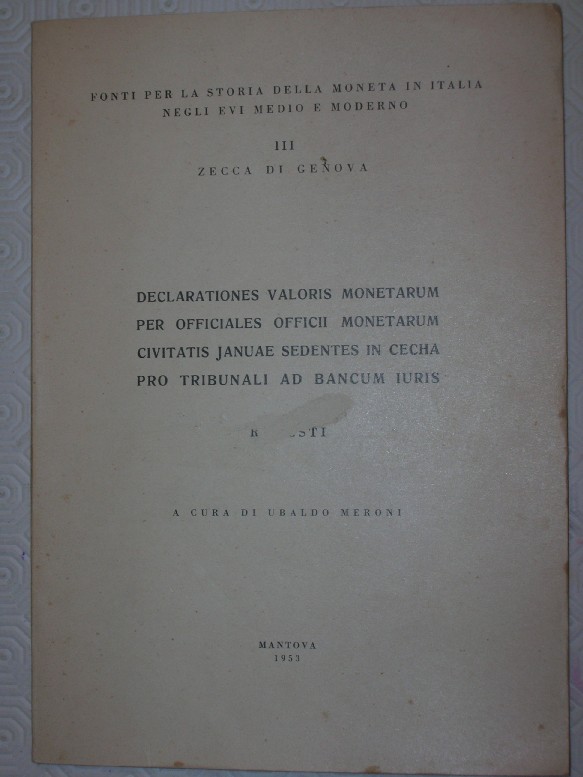 FONTI PER LA STORIA DELLA MONETA IN ITALIA
NEGLI EVI MEDIO E MODERNO
III
ZECCA DI GENOVA
DECLARATIONES VALORIS MONETARUM
PER OFFICIALES OFFICII MONETARUM
CIVITATIS JANUAE SEDENTES IN CECHA
PRO TRIBUNALI AD BANCUM IURIS
A CURA DI UBALDO MERONI
MANTOVA
1953